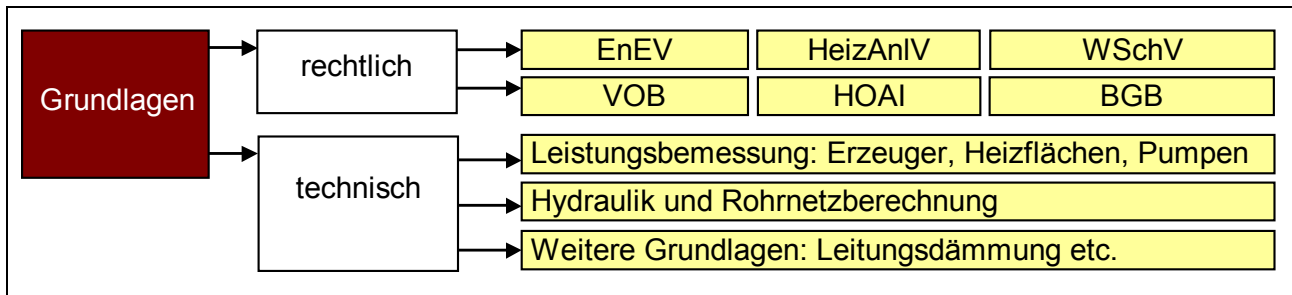 Grundlagen
rechtlich
EnEV HeizAnlV WSchV
VOB HOAI BGB
technisch
Leistungsbemessung: Erzeuger, Heizflächen, Pumpen
Hydraulik und Rohrnetzberechnung
Weitere Grundlagen: Leitungsdämmung etc.